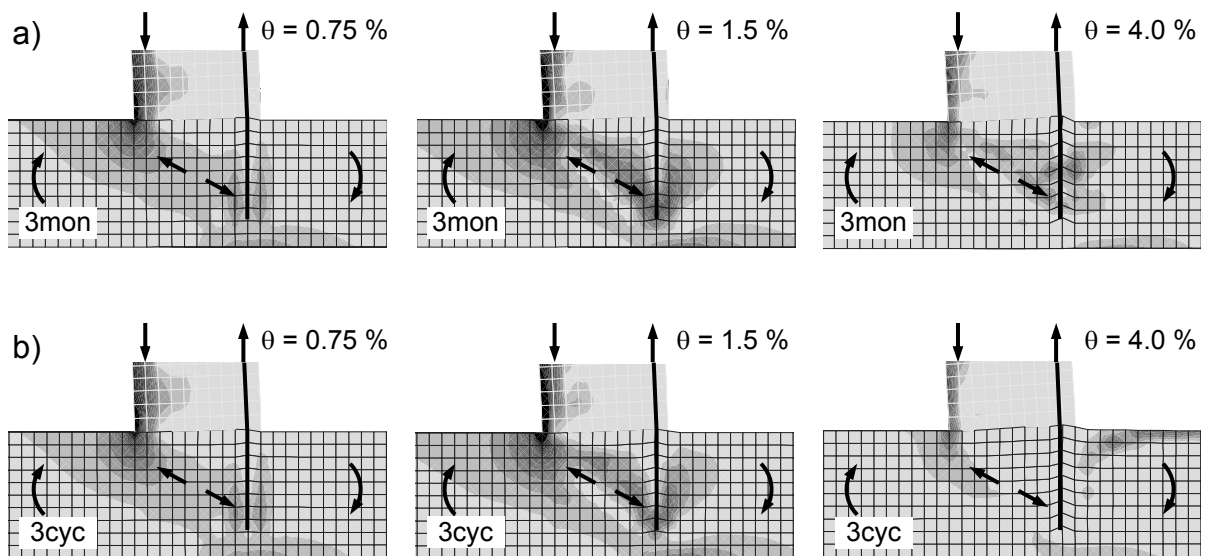 a)
θ = 0.75 %
θ = 1.5 %
θ = 4.0 %
3mon
3mon
3mon
b)
θ = 0.75 %
θ = 1.5 %
θ = 4.0 %
3cyc
3cyc
3cyc